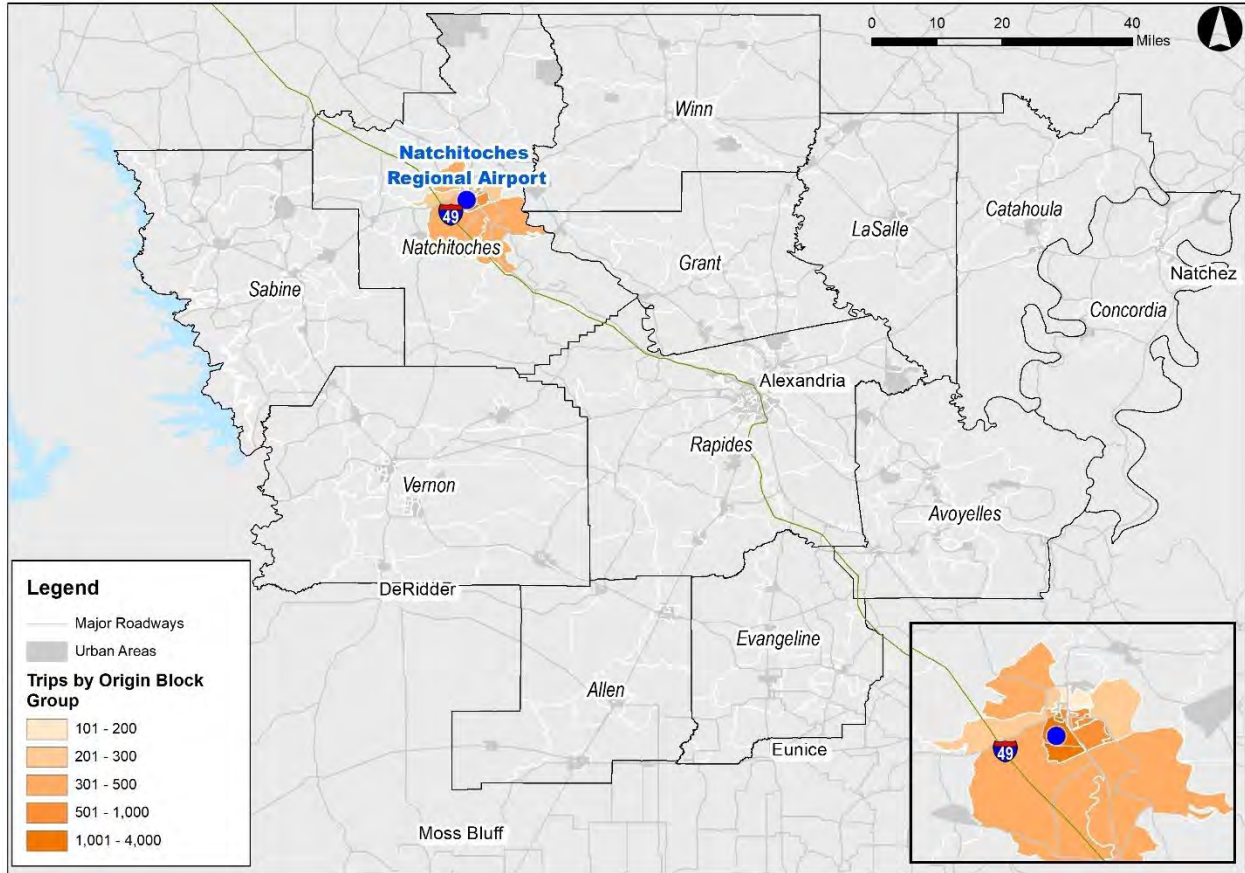 0 20 40
Miles
Winn
Natchitoches
Regional Airport
49
Natchitoches
Sabine
Grant
LaSalle
Catahoula
Natchez
Concordia
Alexandria
Rapides
Vernon
Avoyelles
DeRidder
Evangeline
Allen
Eunice
Moss Bluff
Legend
Major Roadways
Urban Areas
Trips by Origin Block
Group
101 - 200
201 - 300
301 - 500
501 - 1,000
1,001 - 4,000
49